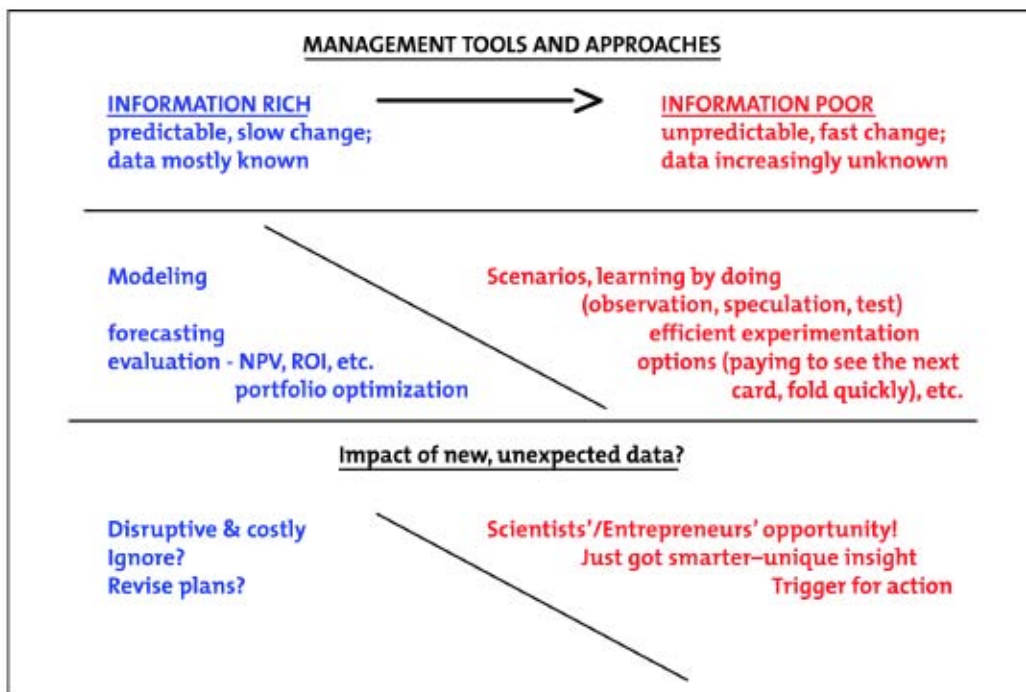 MANAGEMENT TOOLS AND APPROACHES
INFORMATION RICH
predictable, slow change;
data mostly known
INFORMATION POOR
unpredictable, fast change;
data increasingly unknown
Modeling
forecasting
evaluation - NPV, ROI, etc.
portfolio optimization
Scenarios, learning by doing
(observation, speculation, test)
efficient experimentation
options (paying to see the next
card, fold quickly), etc.
Impact of new, unexpected data?
Disruptive & costly
Ignore?
Revise plans?
Scientists'/Entrepreneurs' opportunity!
Just got smarter–unique insight
Trigger for action